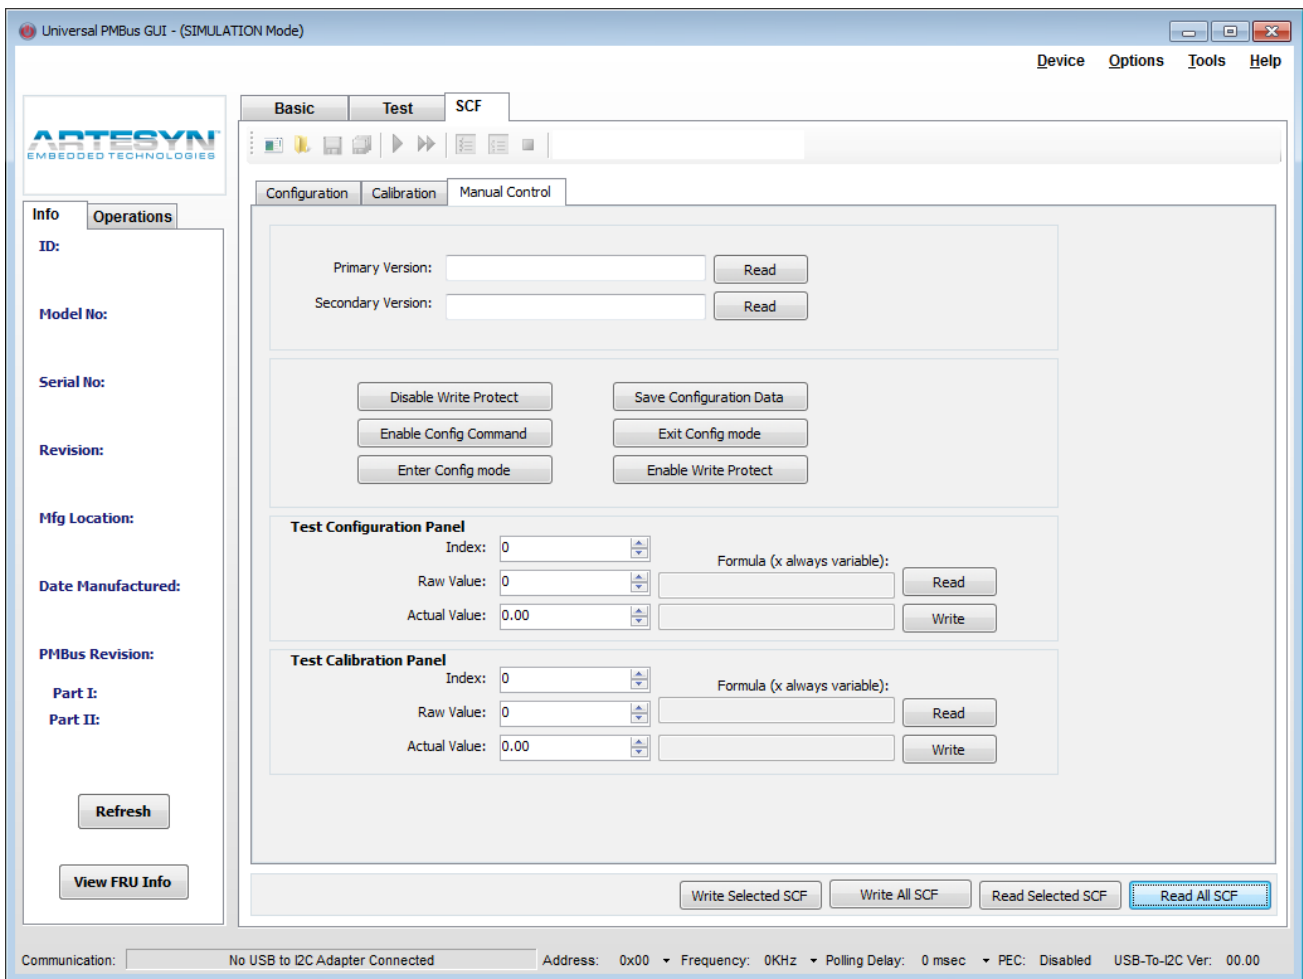 Universal PMBus GUI - (SIMULATION Mode)
Device Options Tools Help
ARTESYN
EMBEDDED TECHNOLOGIES
Basic Test SCF
Configuration Calibration Manual Control
Info Operations
ID:
Model No:
Serial No:
Revision:
Mfg Location:
Date Manufactured:
PMBus Revision:
Part I:
Part II:
Refresh
View FRU Info
Primary Version: Read
Secondary Version: Read
Disable Write Protect Save Configuration Data
Enable Config Command Exit Config mode
Enter Config mode Enable Write Protect
Test Configuration Panel
Index: 0
Formula (x always variable):
Raw Value: 0 Read
Actual Value: 0.00 Write
Test Calibration Panel
Index: 0
Formula (x always variable):
Raw Value: 0 Read
Actual Value: 0.00 Write
Write Selected SCF Write All SCF Read Selected SCF Read All SCF
Communication: No USB to I2C Adapter Connected Address: 0x00 Frequency: 0KHz Polling Delay: 0 msec PEC: Disabled USB-To-I2C Ver: 00.00